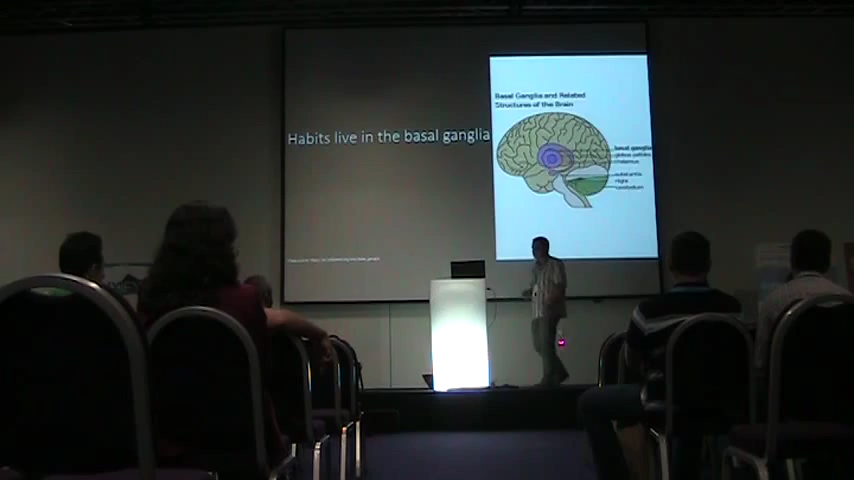 Habits live in the basal ganglia
Basal Ganglia and Related
Structures of the Brain
basal ganglia
globus pallidus
thalamus
substantia
nigra
cerebellum